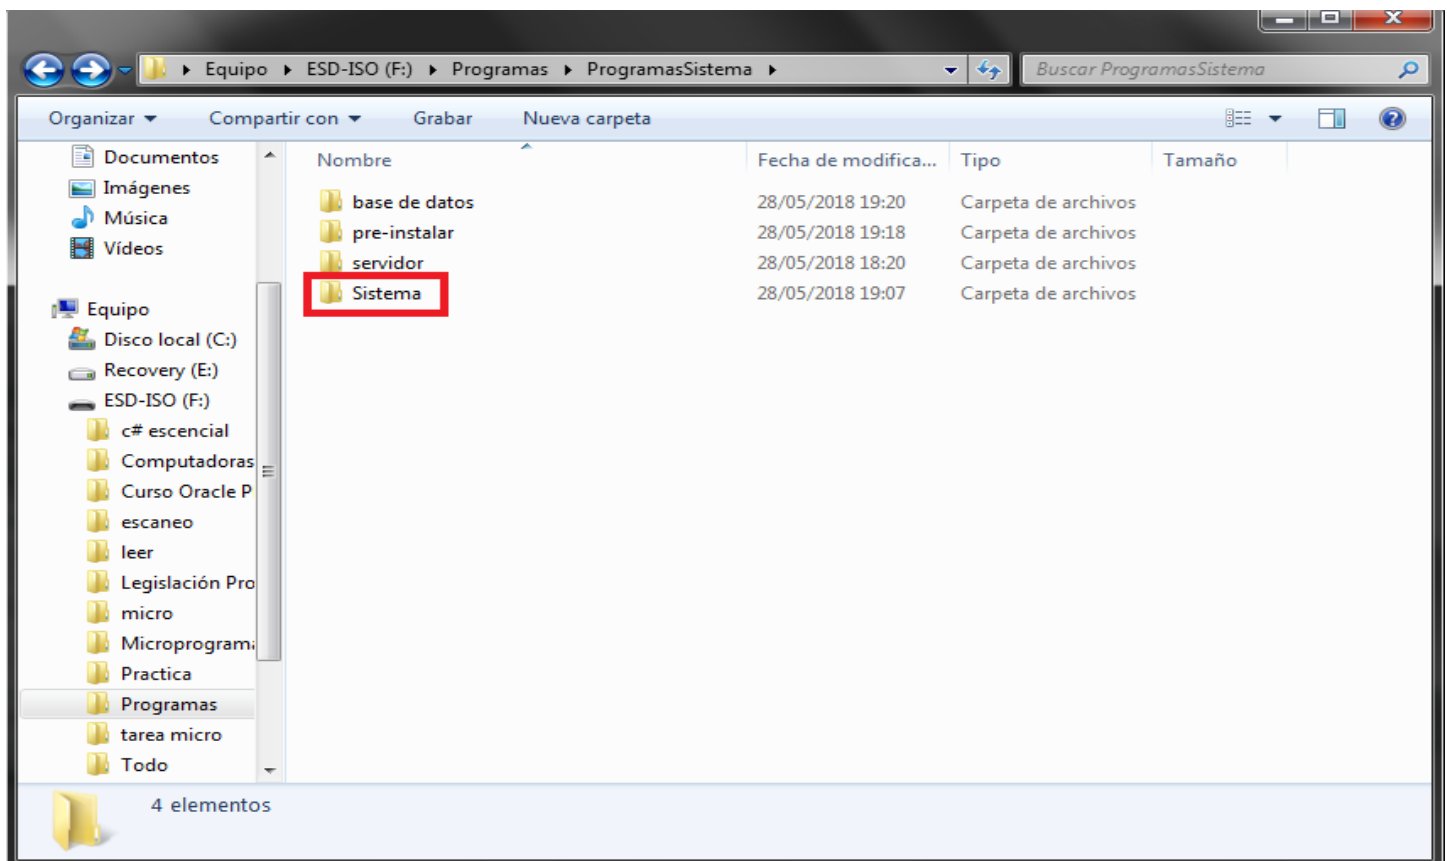 Equipo ▸ ESD-ISO (F:) ▸ Programas ▸ ProgramasSistema ▸
Buscar ProgramasSistema
Organizar Compartir con Grabar Nueva carpeta
Documentos
Imágenes
Música
Vídeos
Equipo
Disco local (C:)
Recovery (E:)
ESD-ISO (F:)
c# escencial
Computadoras
Curso Oracle P
escaneo
leer
Legislación Pro
micro
Microprograma
Practica
Programas
tarea micro
Todo
Nombre Fecha de modifica... Tipo Tamaño
base de datos 28/05/2018 19:20 Carpeta de archivos
pre-instalar 28/05/2018 19:18 Carpeta de archivos
servidor 28/05/2018 18:20 Carpeta de archivos
Sistema 28/05/2018 19:07 Carpeta de archivos
4 elementos